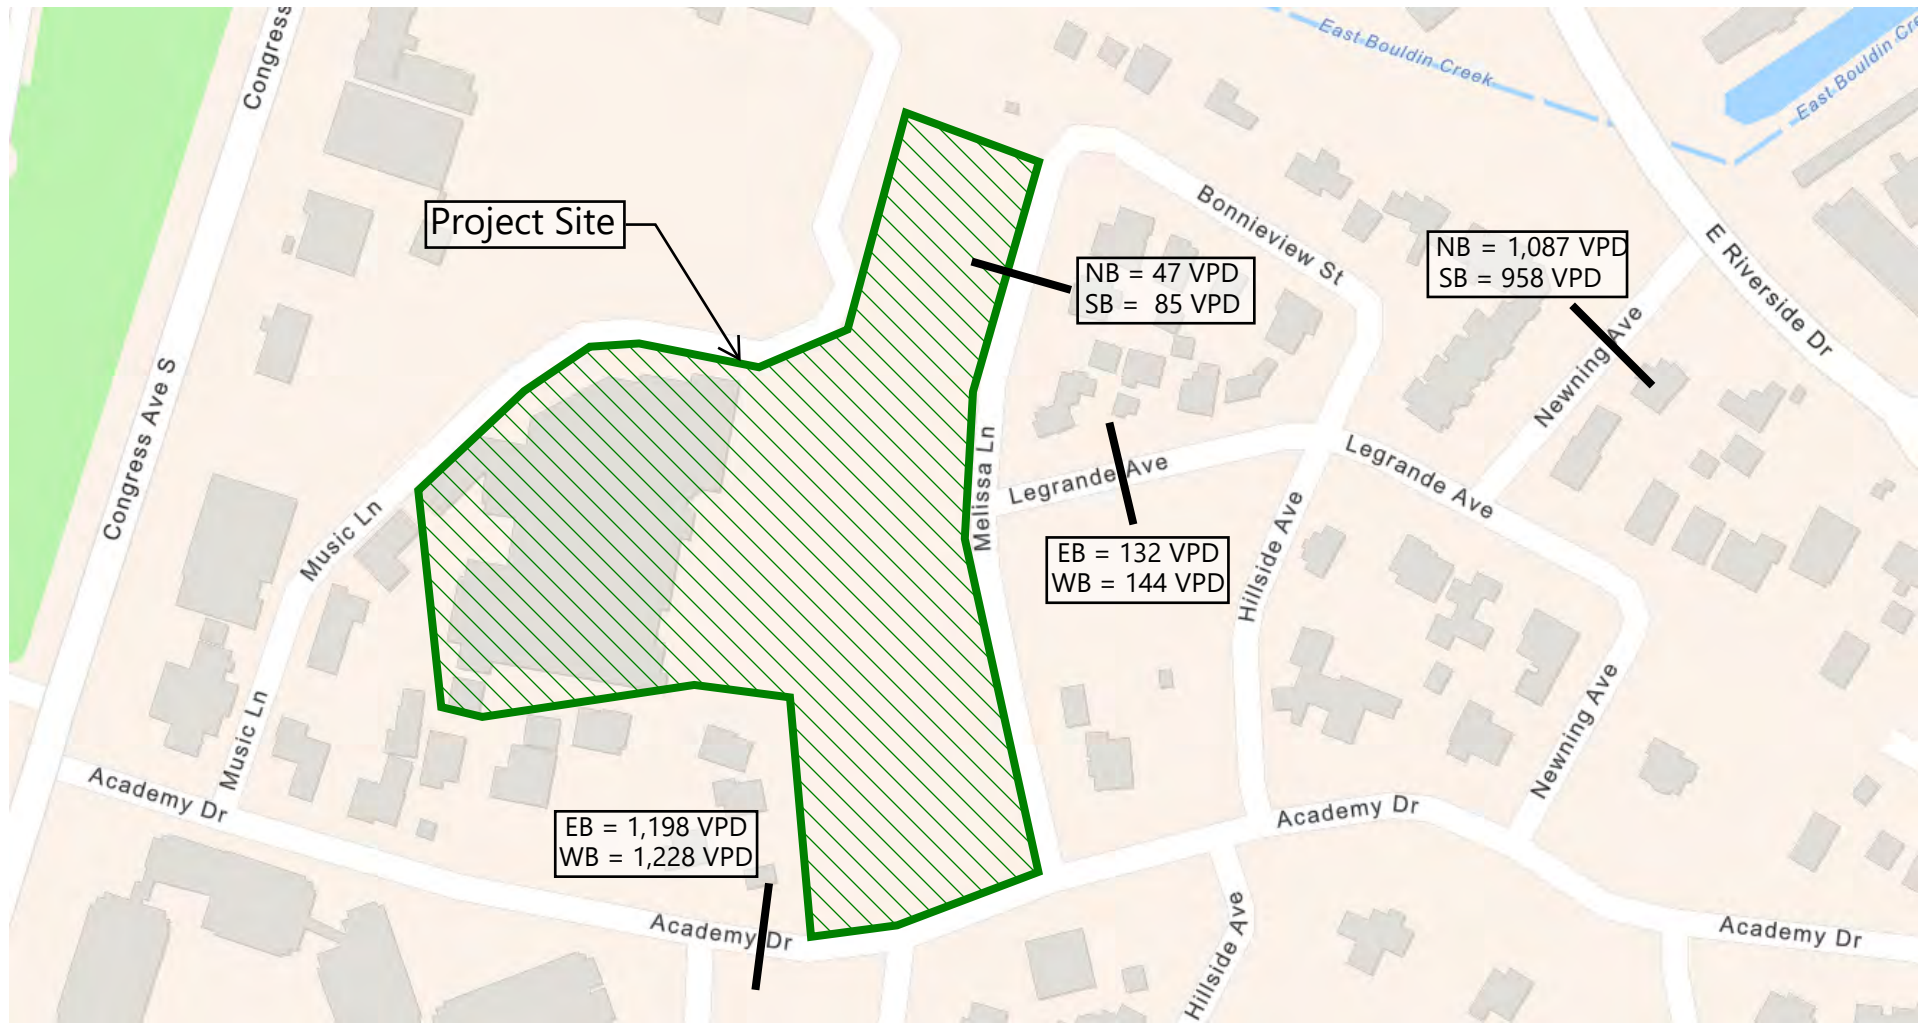 Congress
East Bouldin Creek
East Bouldin Cre
Project Site
Bonnieview St
E Riverside Dr
NB = 1,087 VPD
SB = 958 VPD
NB = 47 VPD
SB = 85 VPD
Newning Ave
Congress Ave S
Melissa Ln
Legrande Ave
Legrande Ave
Music Ln
Hillside Ave
EB = 132 VPD
WB = 144 VPD
Music Ln
Newning Ave
Academy Dr
Academy Dr
EB = 1,198 VPD
WB = 1,228 VPD
Academy Dr
Hillside Ave
Academy Dr